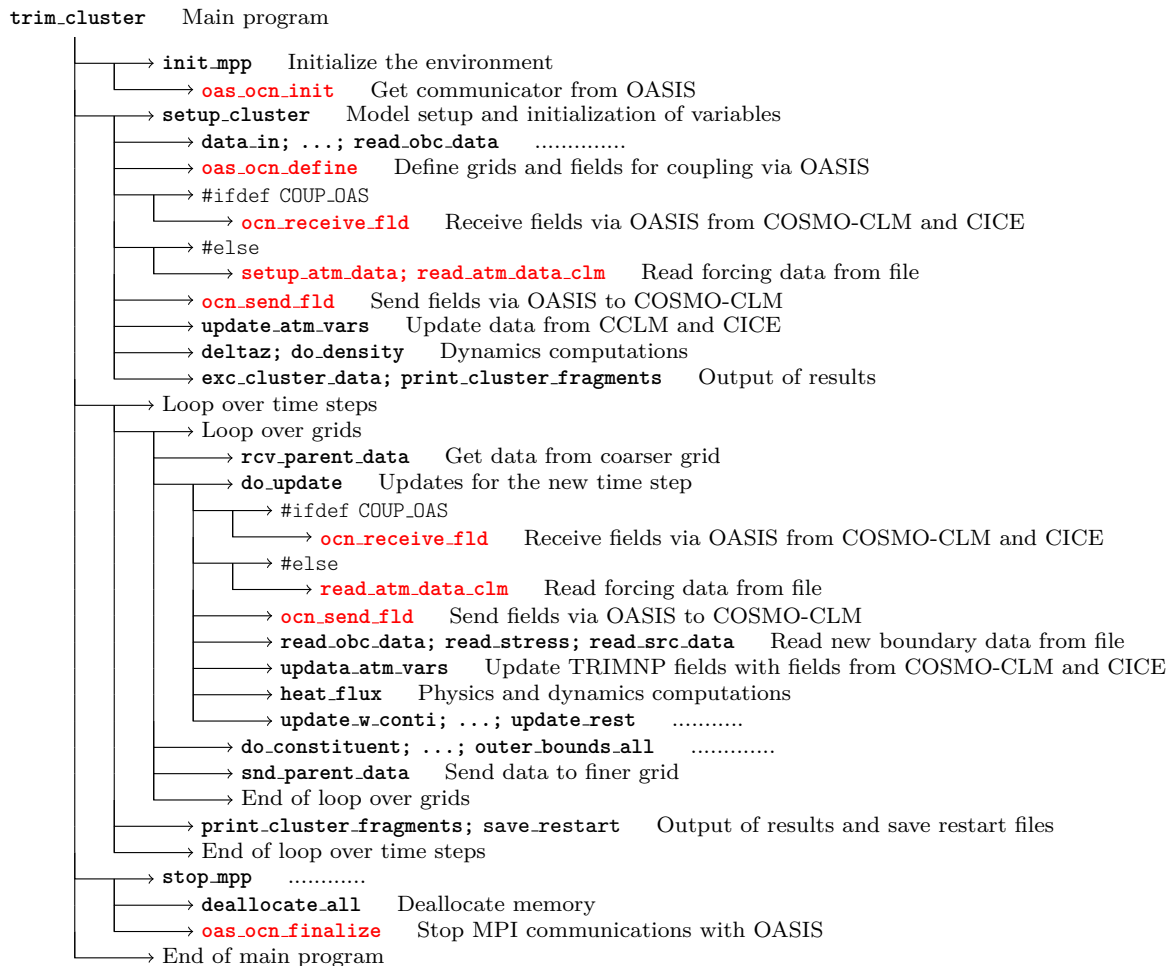 trim_cluster Main program
init_mpp Initialize the environment
oas_ocn_init Get communicator from OASIS
setup_cluster Model setup and initialization of variables
data_in; ...; read_obc_data ..............
oas_ocn_define Define grids and fields for coupling via OASIS
#ifdef COUP_OAS
ocn_receive_fld Receive fields via OASIS from COSMO-CLM and CICE
#else
setup_atm_data; read_atm_data_clm Read forcing data from file
ocn_send_fld Send fields via OASIS to COSMO-CLM
update_atm_vars Update data from CCLM and CICE
deltaz; do_density Dynamics computations
exc_cluster_data; print_cluster_fragments Output of results
Loop over time steps
Loop over grids
rcv_parent_data Get data from coarser grid
do_update Updates for the new time step
#ifdef COUP_OAS
ocn_receive_fld Receive fields via OASIS from COSMO-CLM and CICE
#else
read_atm_data_clm Read forcing data from file
ocn_send_fld Send fields via OASIS to COSMO-CLM
read_obc_data; read_stress; read_src_data Read new boundary data from file
updata_atm_vars Update TRIMNP fields with fields from COSMO-CLM and CICE
heat_flux Physics and dynamics computations
update_w_conti; ...; update_rest ...........
do_constituent; ...; outer_bounds_all .............
snd_parent_data Send data to finer grid
End of loop over grids
print_cluster_fragments; save_restart Output of results and save restart files
End of loop over time steps
stop_mpp ............
deallocate_all Deallocate memory
oas_ocn_finalize Stop MPI communications with OASIS
End of main program